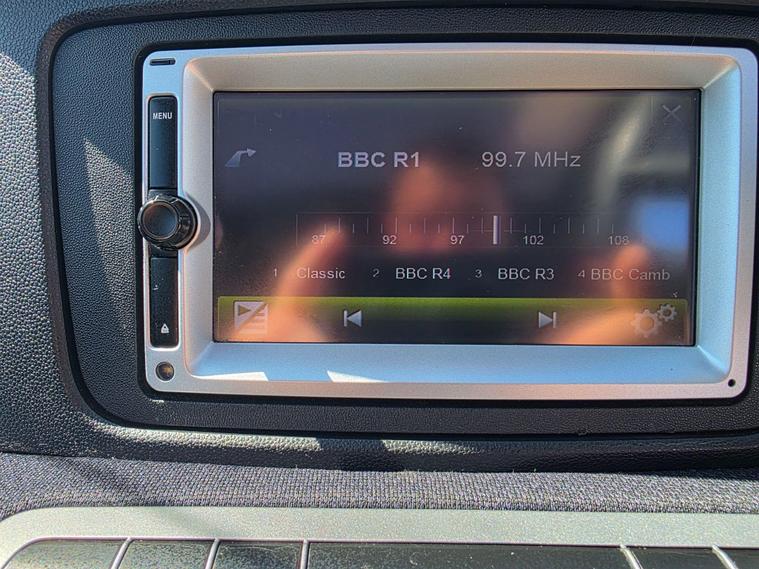 MENU
BBC R1 99.7 MHz
87 92 97 102 108
1 Classic 2 BBC R4 3 BBC R3 4 BBC Camb